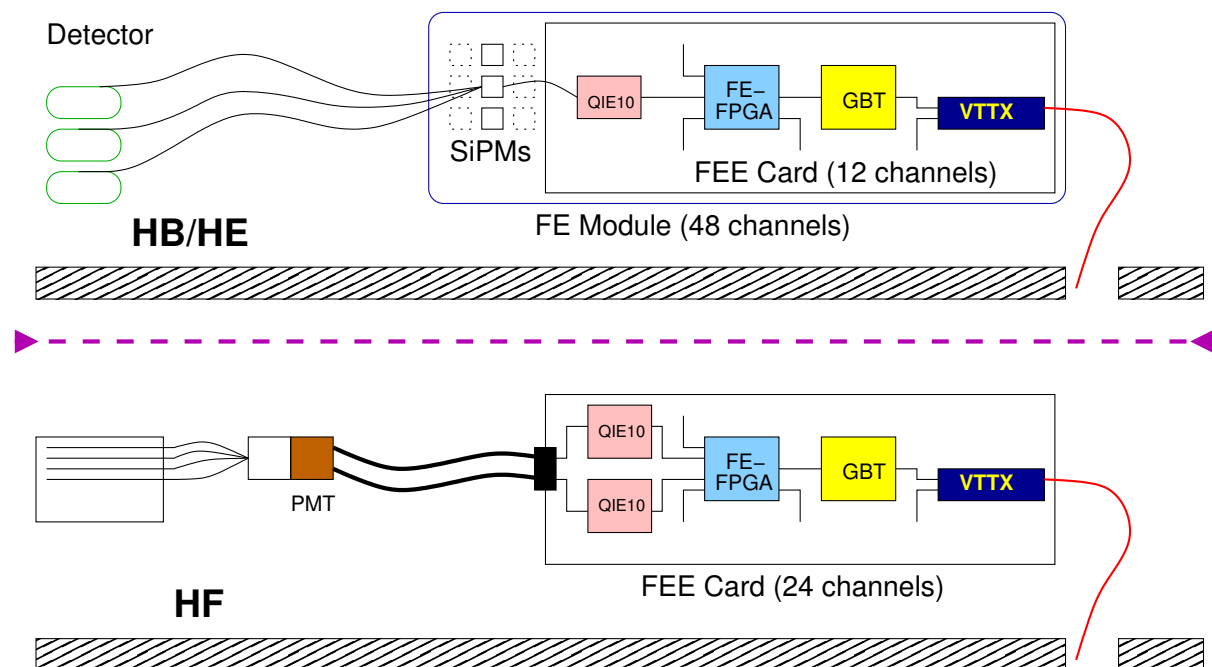 Detector
SiPMs
QIE10
FE–
FPGA
GBT
VTTX
FEE Card (12 channels)
FE Module (48 channels)
HB/HE
PMT
QIE10
QIE10
FE–
FPGA
GBT
VTTX
FEE Card (24 channels)
HF